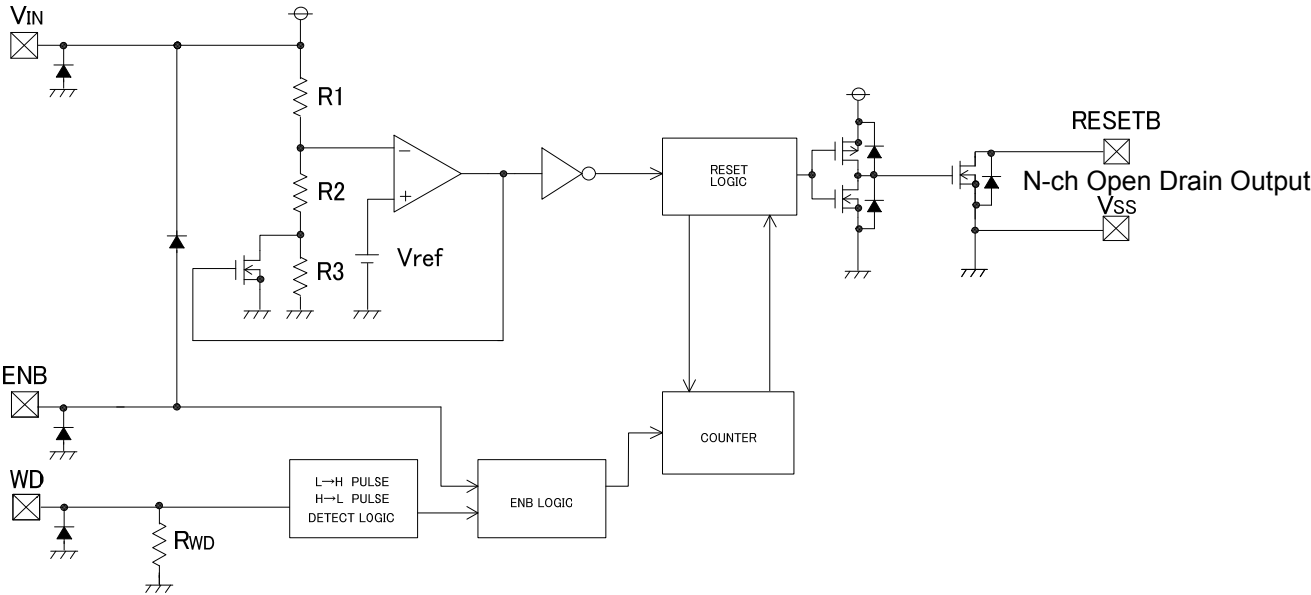 VIN
R1
R2
R3
−
+
Vref
RESET
LOGIC
RESETB
N-ch Open Drain Output
VSS
ENB
COUNTER
WD
L→H PULSE
H→L PULSE
DETECT LOGIC
ENB LOGIC
RWD